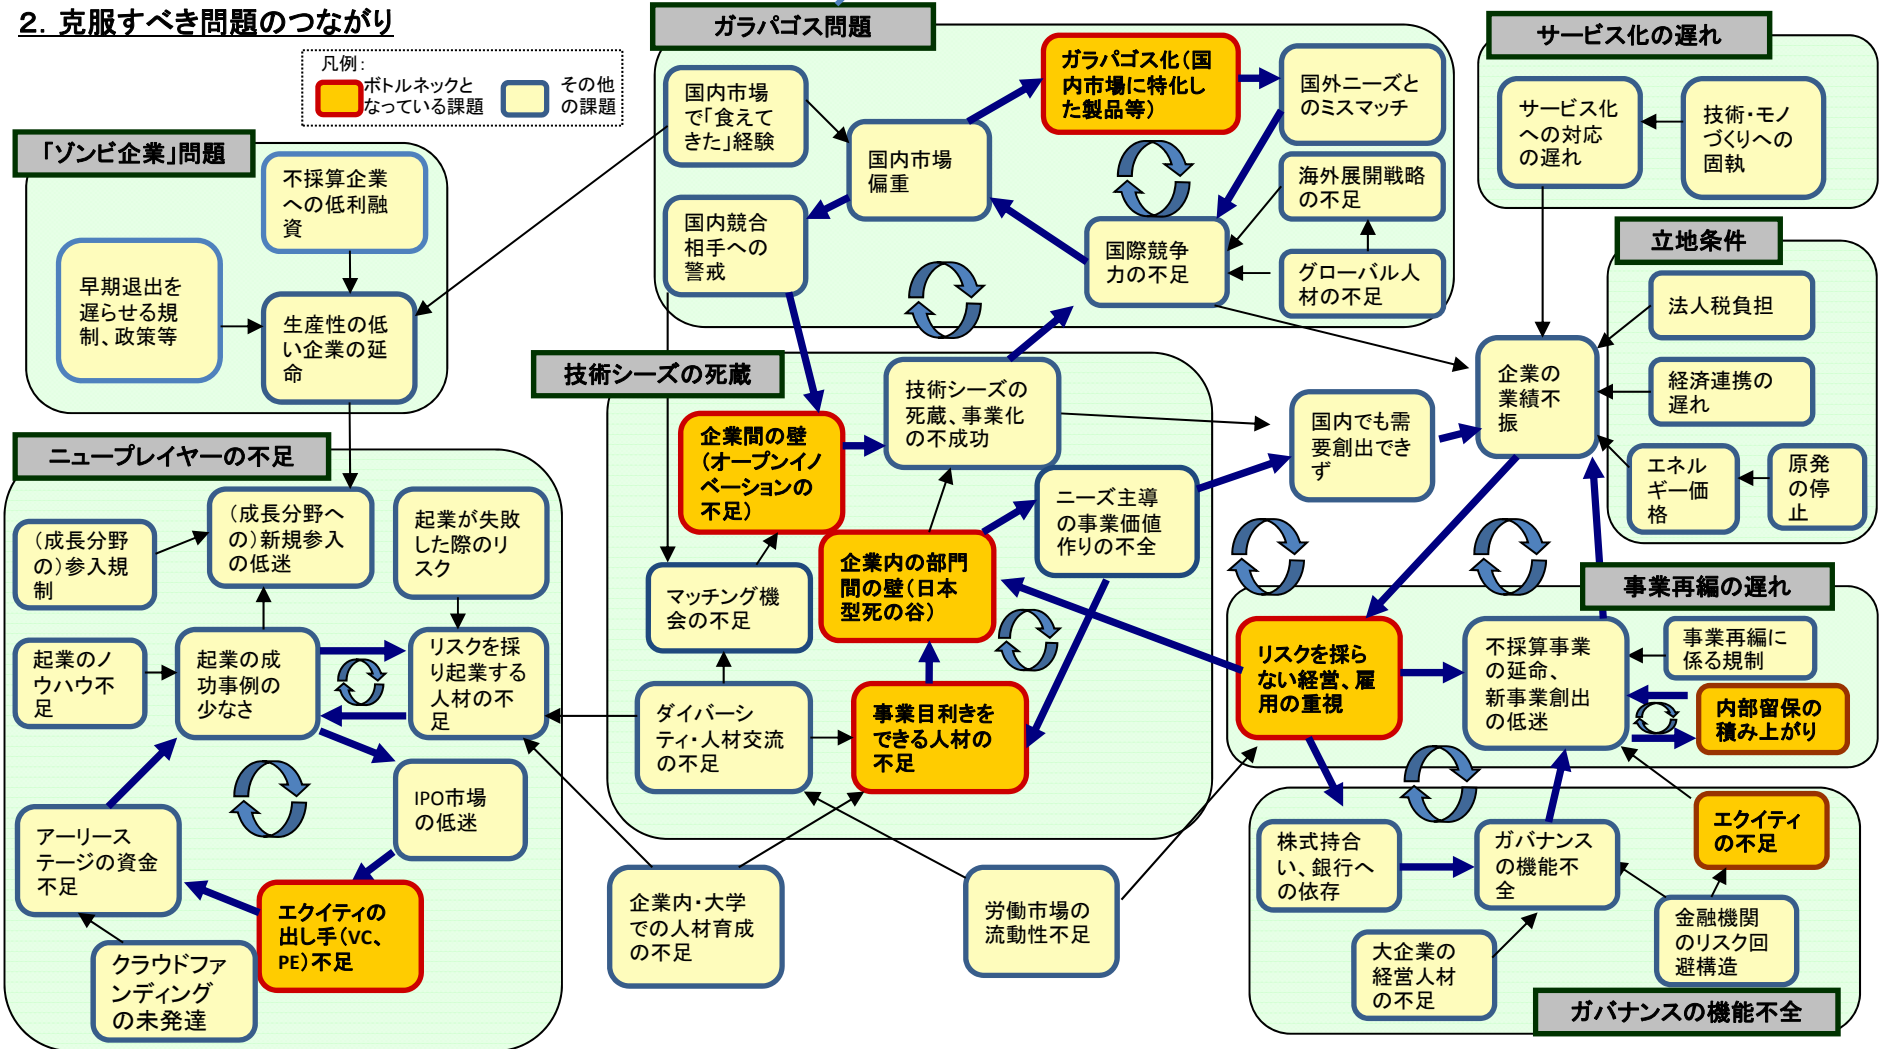 ２．克服すべき問題のつながり
凡例：
ボトルネックと
なっている課題
その他
の課題
ガラパゴス問題
国内市場
で「食えて
きた」経験
国内市場
偏重
ガラパゴス化（国
内市場に特化し
た製品等）
国外ニーズと
のミスマッチ
海外展開戦略
の不足
グローバル人
材の不足
国際競争
力の不足
国内競合
相手への
警戒
サービス化の遅れ
サービス化
への対応
の遅れ
技術・モノ
づくりへの
固執
「ゾンビ企業」問題
不採算企業
への低利融
資
早期退出を
遅らせる規
制、政策等
生産性の低
い企業の延
命
立地条件
法人税負担
経済連携の
遅れ
エネル
ギー価
格
原発
の停
止
企業の
業績不
振
国内でも需
要創出でき
ず
技術シーズの死蔵
技術シーズの
死蔵、事業化
の不成功
企業間の壁
（オープンイノ
ベーションの
不足）
ニーズ主導
の事業価値
作りの不全
企業内の部門
間の壁（日本
型死の谷）
マッチング機
会の不足
ダイバーシ
ティ・人材交流
の不足
事業目利きを
できる人材の
不足
企業内・大学
での人材育成
の不足
労働市場の
流動性不足
ニュープレイヤーの不足
（成長分野
の）参入規
制
（成長分野へ
の）新規参入
の低迷
起業が失敗
した際のリ
スク
起業のノ
ウハウ不
足
起業の成
功事例の
少なさ
リスクを採
り起業する
人材の不
足
IPO市場
の低迷
アーリース
テージの資金
不足
エクイティの
出し手（VC、
PE）不足
クラウドファ
ンディング
の未発達
事業再編の遅れ
リスクを採ら
ない経営、雇
用の重視
不採算事業
の延命、
新事業創出
の低迷
事業再編に
係る規制
内部留保の
積み上がり
エクイティ
の不足
株式持合
い、銀行へ
の依存
ガバナンス
の機能不
全
大企業の
経営人材
の不足
金融機関
のリスク回
避構造
ガバナンスの機能不全